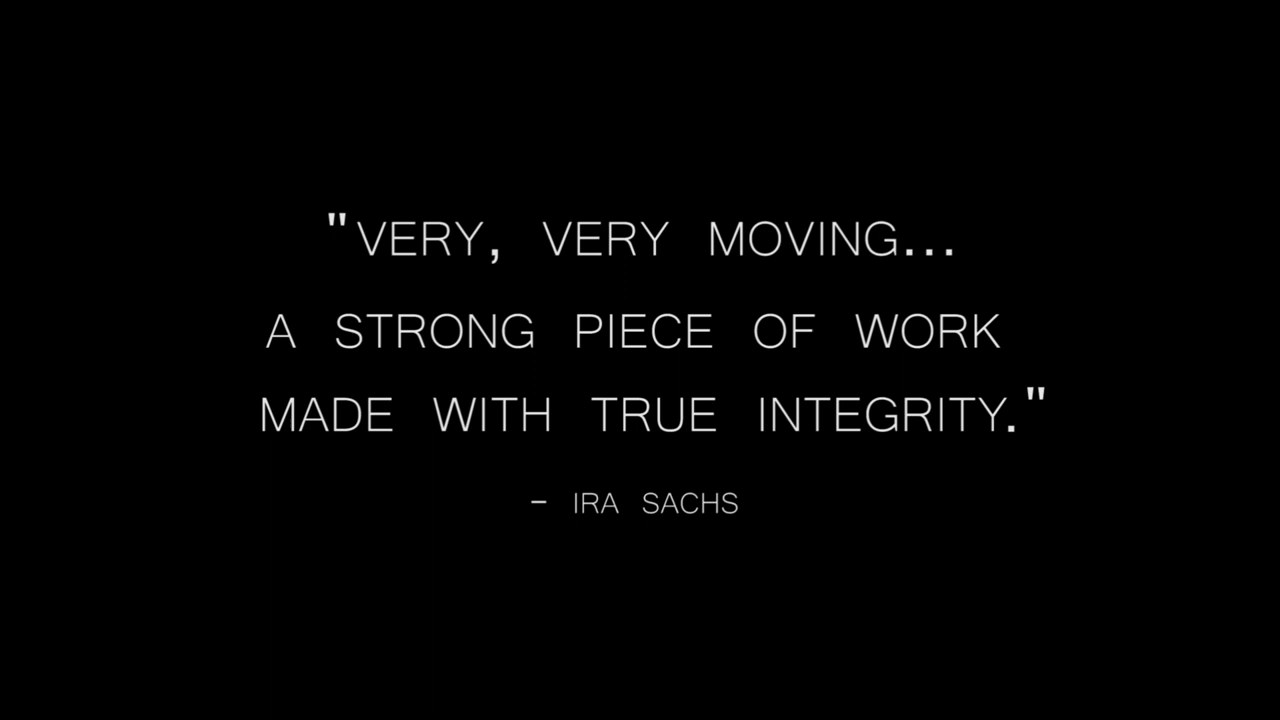 "VERY, VERY MOVING...
A STRONG PIECE OF WORK
MADE WITH TRUE INTEGRITY."
- IRA SACHS